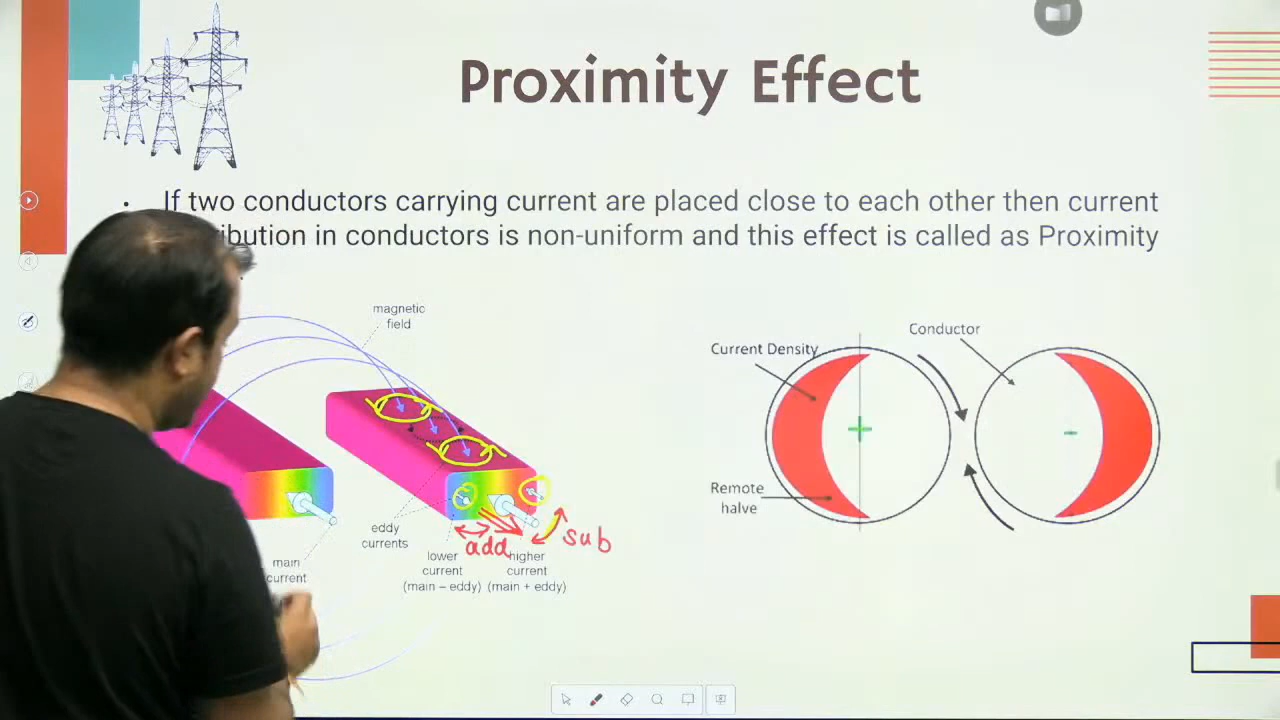 Proximity Effect
If two conductors carrying current are placed close to each other then current
ibution in conductors is non-uniform and this effect is called as Proximity
magnetic
field
Conductor
Current Density
+
-
Remote
halve
eddy
currents
add
sub
main
current
lower
current
(main – eddy)
higher
current
(main + eddy)